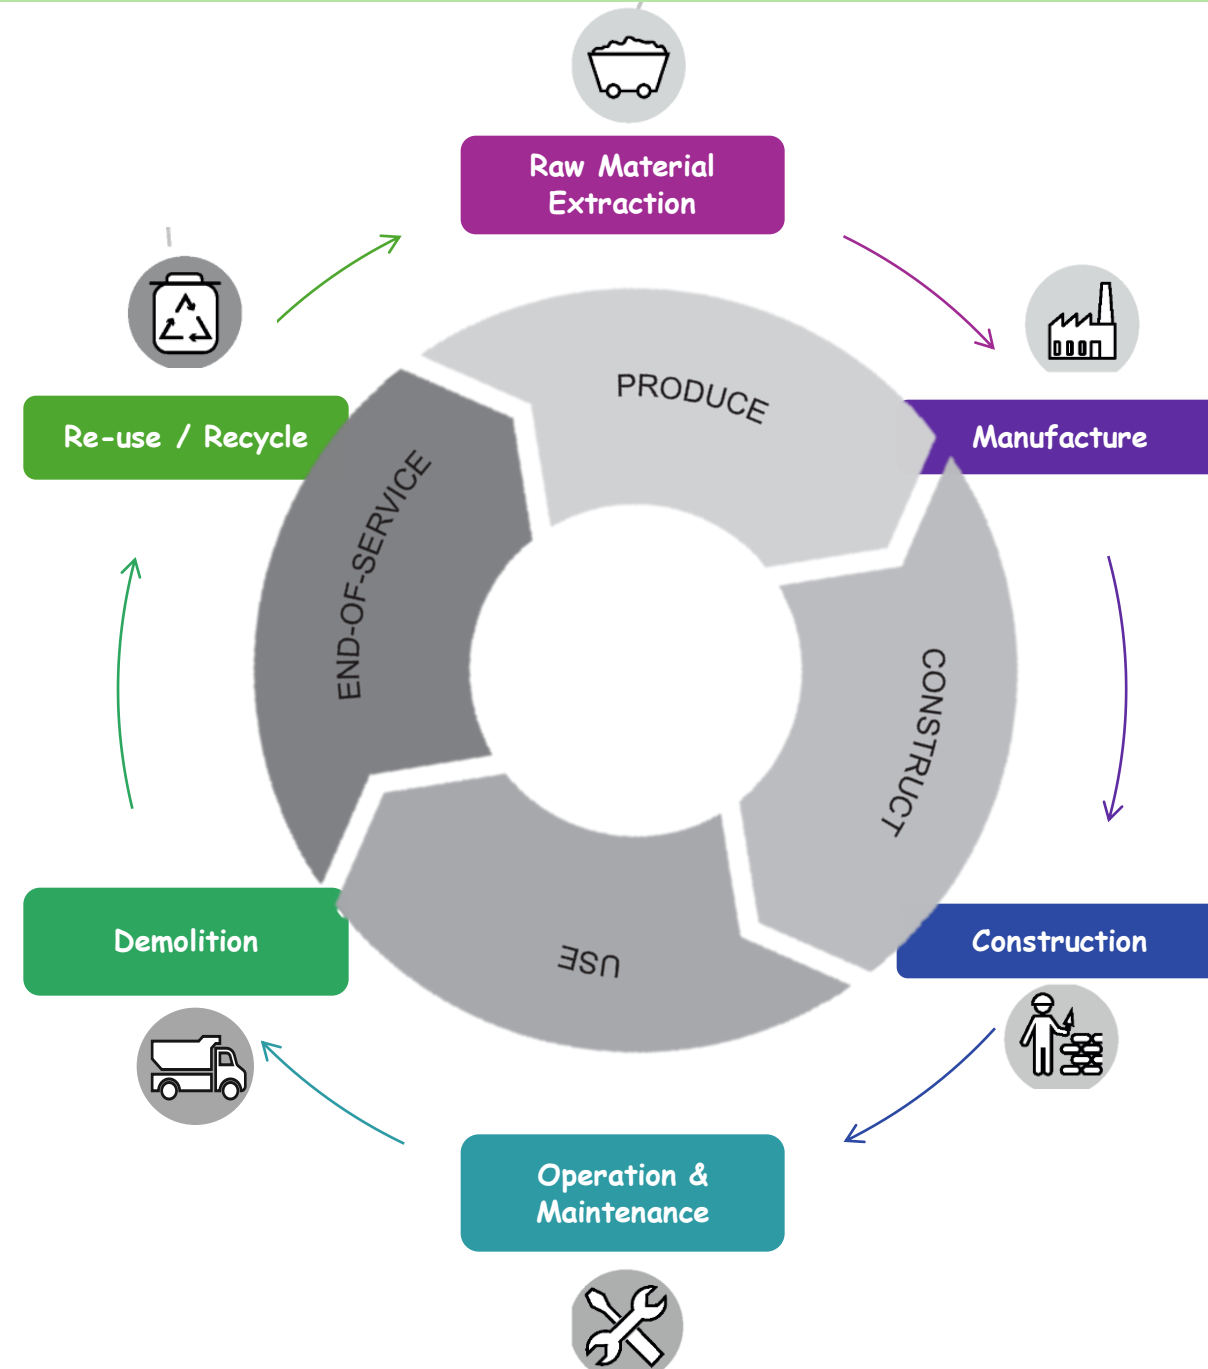 Raw Material
Extraction
Manufacture
Construction
Operation &
Maintenance
Demolition
Re-use / Recycle
PRODUCE
CONSTRUCT
USE
END-OF-SERVICE